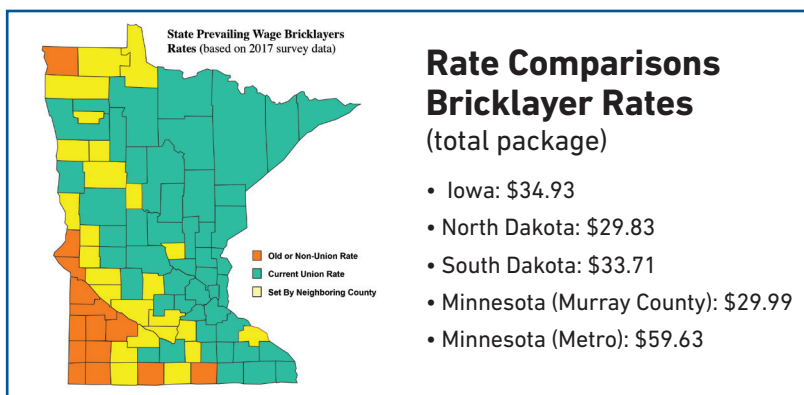 State Prevailing Wage Bricklayers
Rates (based on 2017 survey data)
Old or Non-Union Rate
Current Union Rate
Set By Neighboring County
Rate Comparisons
Bricklayer Rates
(total package)
• Iowa: $34.93
• North Dakota: $29.83
• South Dakota: $33.71
• Minnesota (Murray County): $29.99
• Minnesota (Metro): $59.63